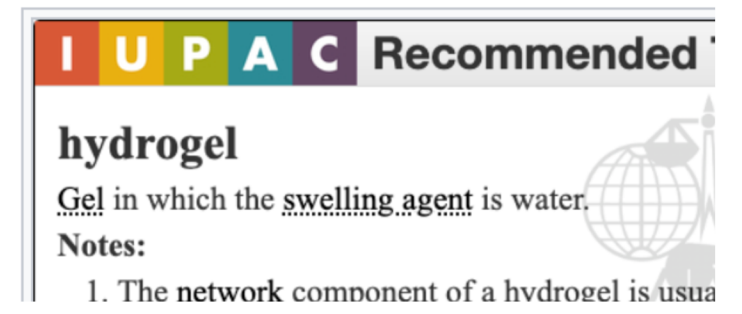 IUPAC Recommended
hydrogel
Gel in which the swelling agent is water.
Notes:
1. The network component of a hydrogel is usua